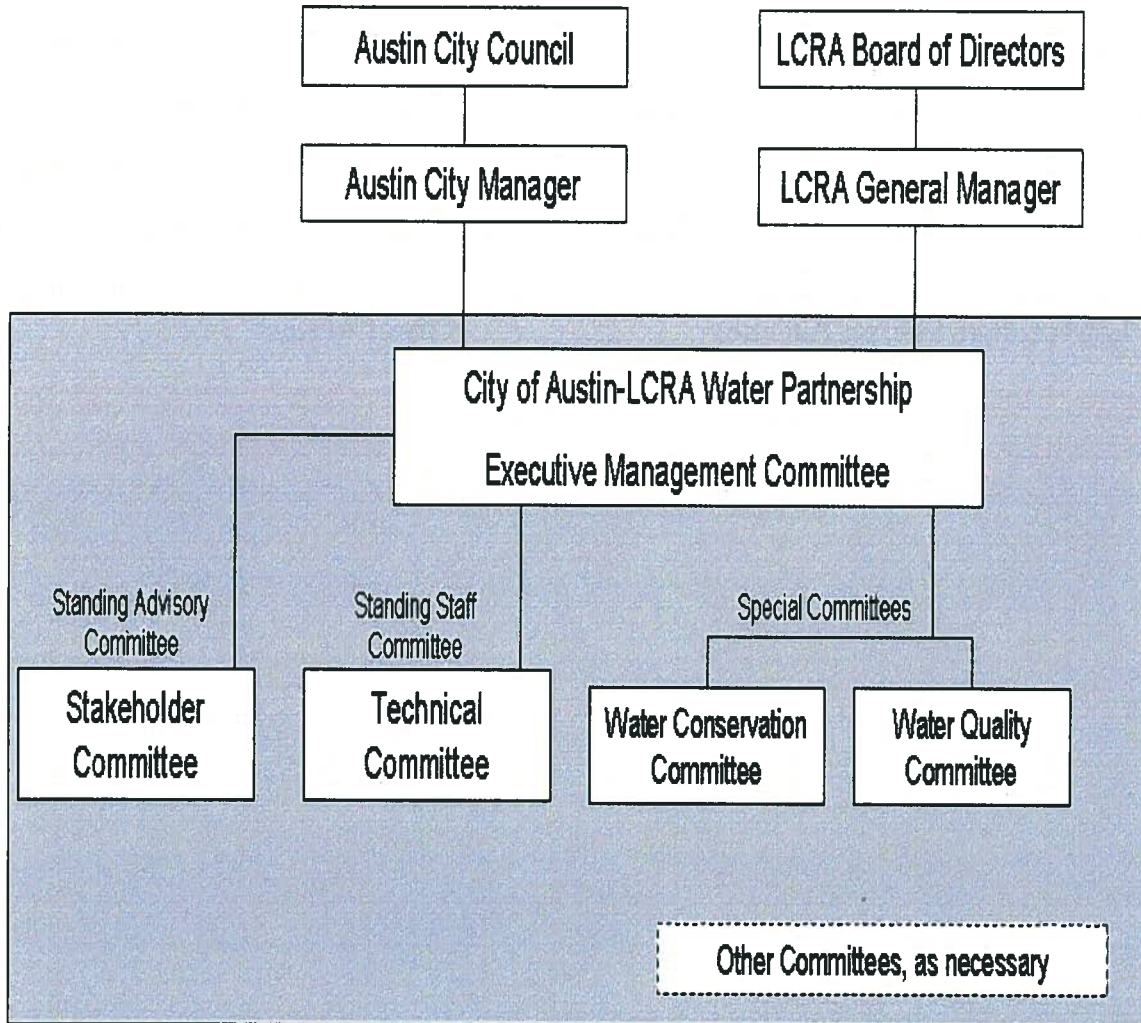 Austin City Council
LCRA Board of Directors
Austin City Manager
LCRA General Manager
City of Austin-LCRA Water Partnership
Executive Management Committee
Standing Advisory
Committee
Stakeholder
Committee
Standing Staff
Committee
Technical
Committee
Special Committees
Water Conservation
Committee
Water Quality
Committee
Other Committees, as necessary